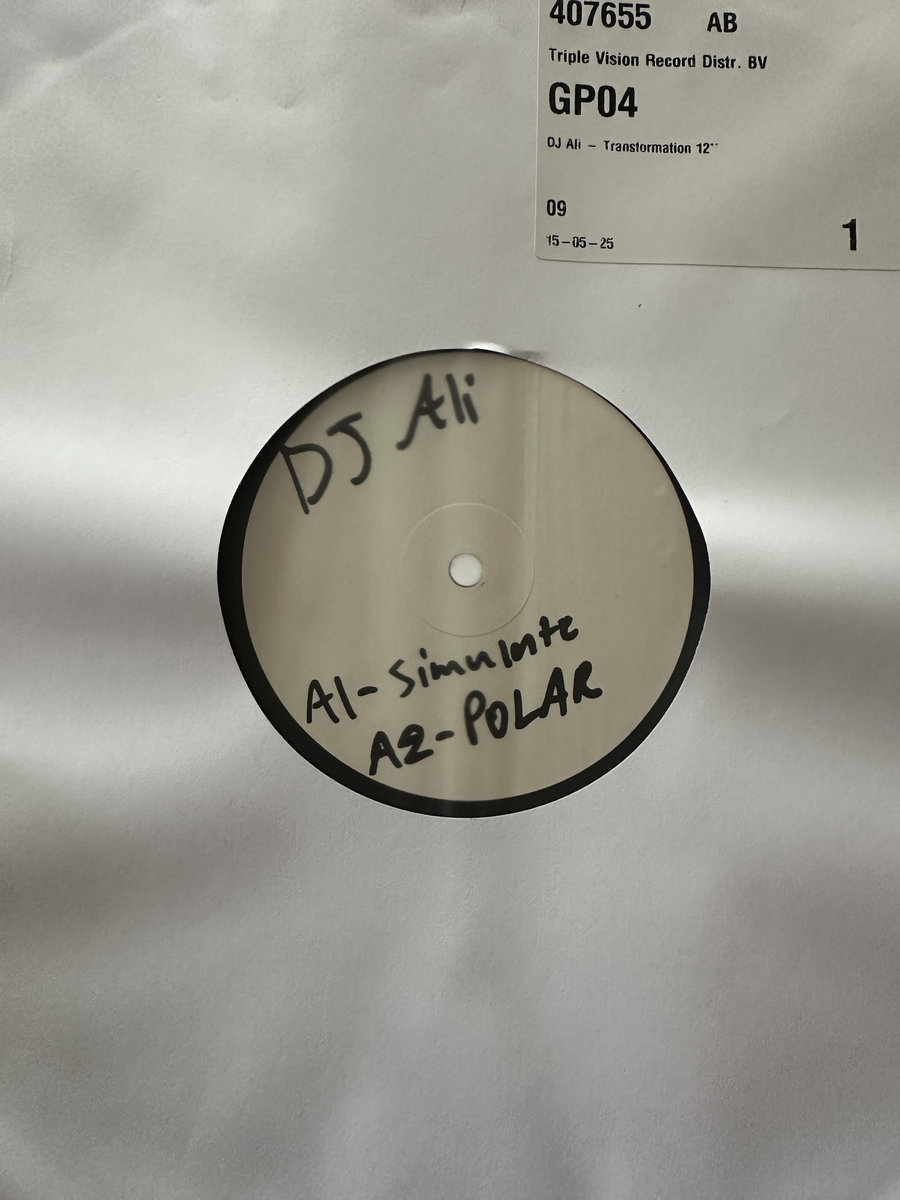 407655 AB
Triple Vision Record Distr. BV
GP04
DJ Ali - Transformation 12"
09
15-05-25 1
DJ Ali
A1-Simulate
A2-POLAR